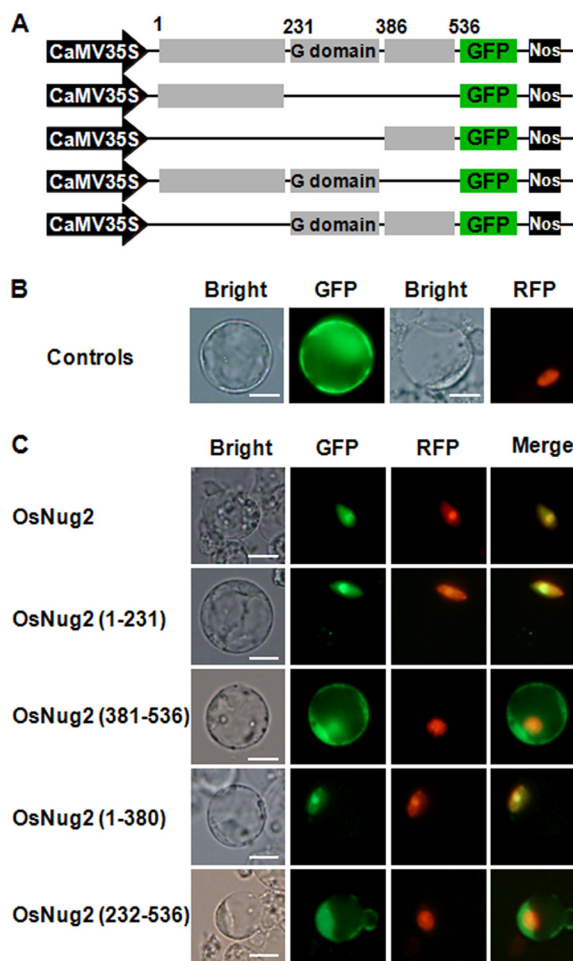 A
1 231 386 536
CaMV35S G domain GFP Nos
CaMV35S GFP Nos
CaMV35S GFP Nos
CaMV35S G domain GFP Nos
CaMV35S G domain GFP Nos
B
Bright GFP Bright RFP
Controls
C
Bright GFP RFP Merge
OsNug2
OsNug2 (1-231)
OsNug2 (381-536)
OsNug2 (1-380)
OsNug2 (232-536)